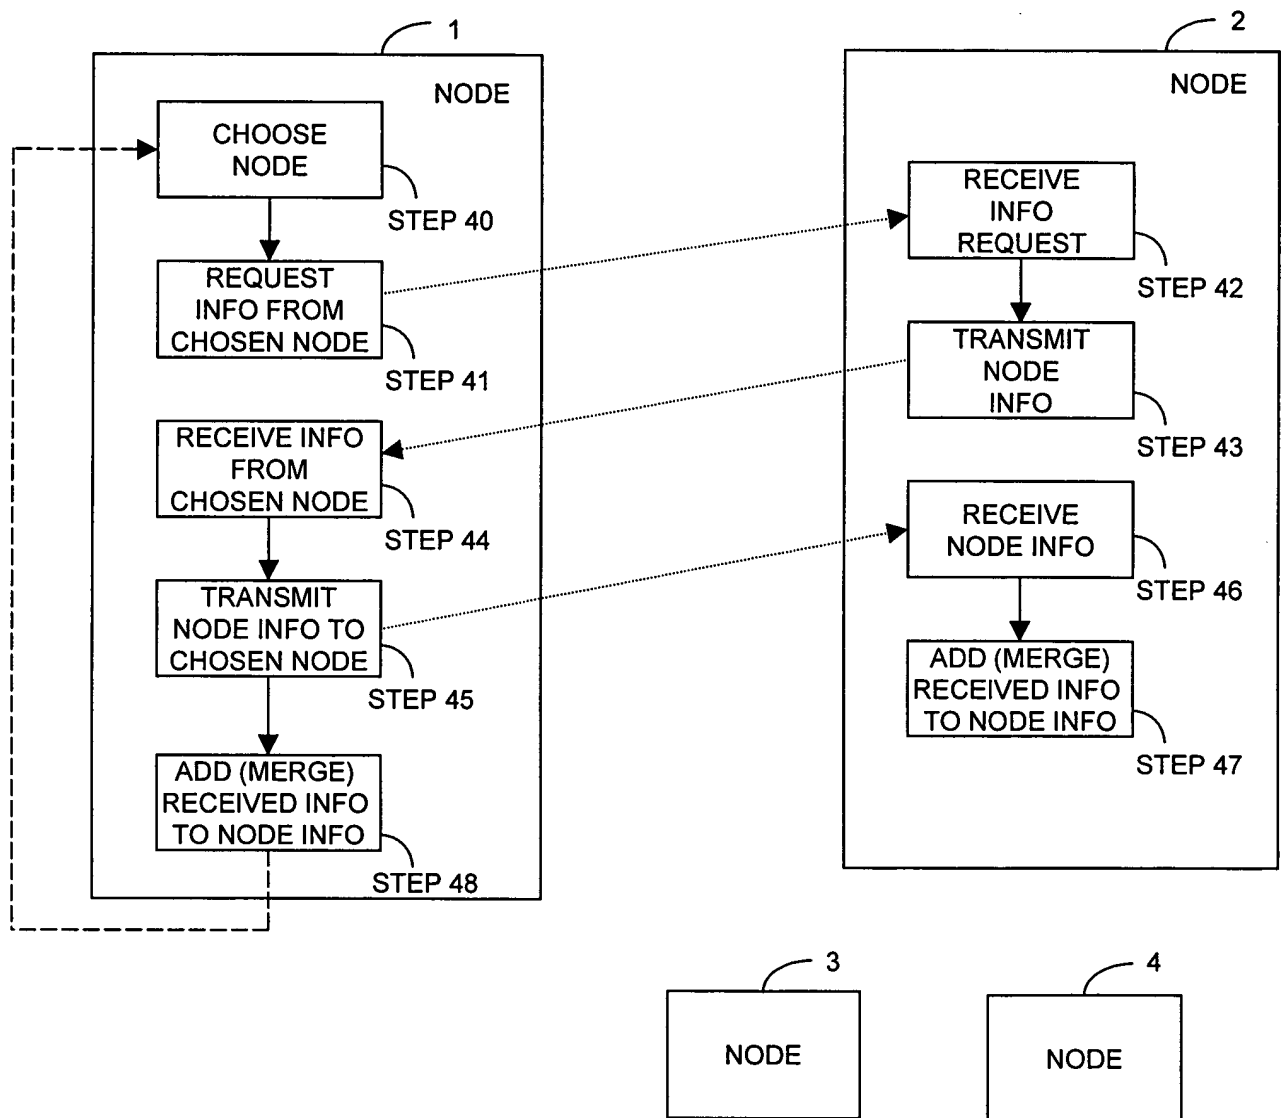 1
NODE
CHOOSE
NODE
STEP 40
REQUEST
INFO FROM
CHOSEN NODE
STEP 41
RECEIVE INFO
FROM
CHOSEN NODE
STEP 44
TRANSMIT
NODE INFO TO
CHOSEN NODE
STEP 45
ADD (MERGE)
RECEIVED INFO
TO NODE INFO
STEP 48
2
NODE
RECEIVE
INFO
REQUEST
STEP 42
TRANSMIT
NODE
INFO
STEP 43
RECEIVE
NODE INFO
STEP 46
ADD (MERGE)
RECEIVED INFO
TO NODE INFO
STEP 47
3
NODE
4
NODE